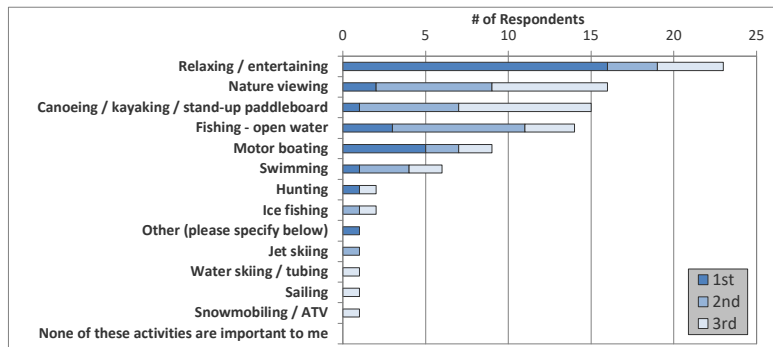 # of Respondents
0 5 10 15 20 25
Relaxing / entertaining
Nature viewing
Canoeing / kayaking / stand-up paddleboard
Fishing - open water
Motor boating
Swimming
Hunting
Ice fishing
Other (please specify below)
Jet skiing
Water skiing / tubing
Sailing
Snowmobiling / ATV
None of these activities are important to me
1st
2nd
3rd